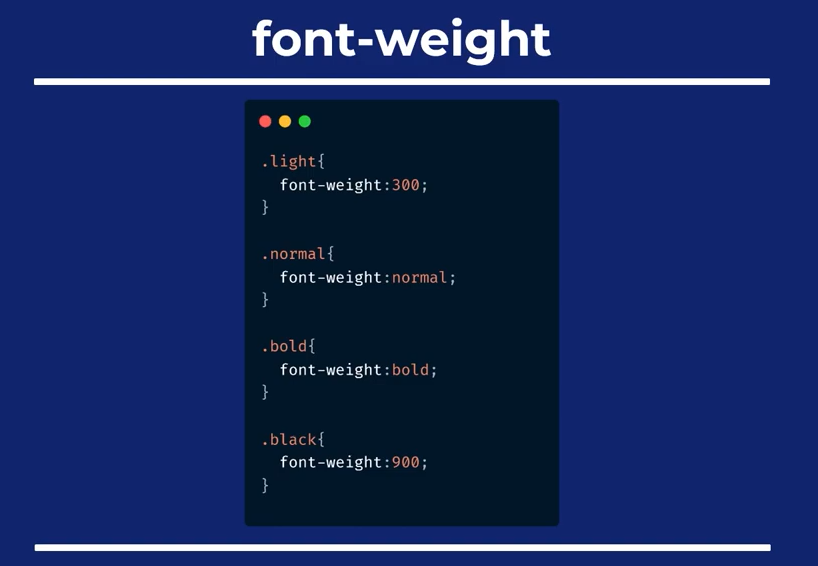 font-weight
.light{
  font-weight:300;
}
.normal{
  font-weight:normal;
}
.bold{
  font-weight:bold;
}
.black{
  font-weight:900;
}